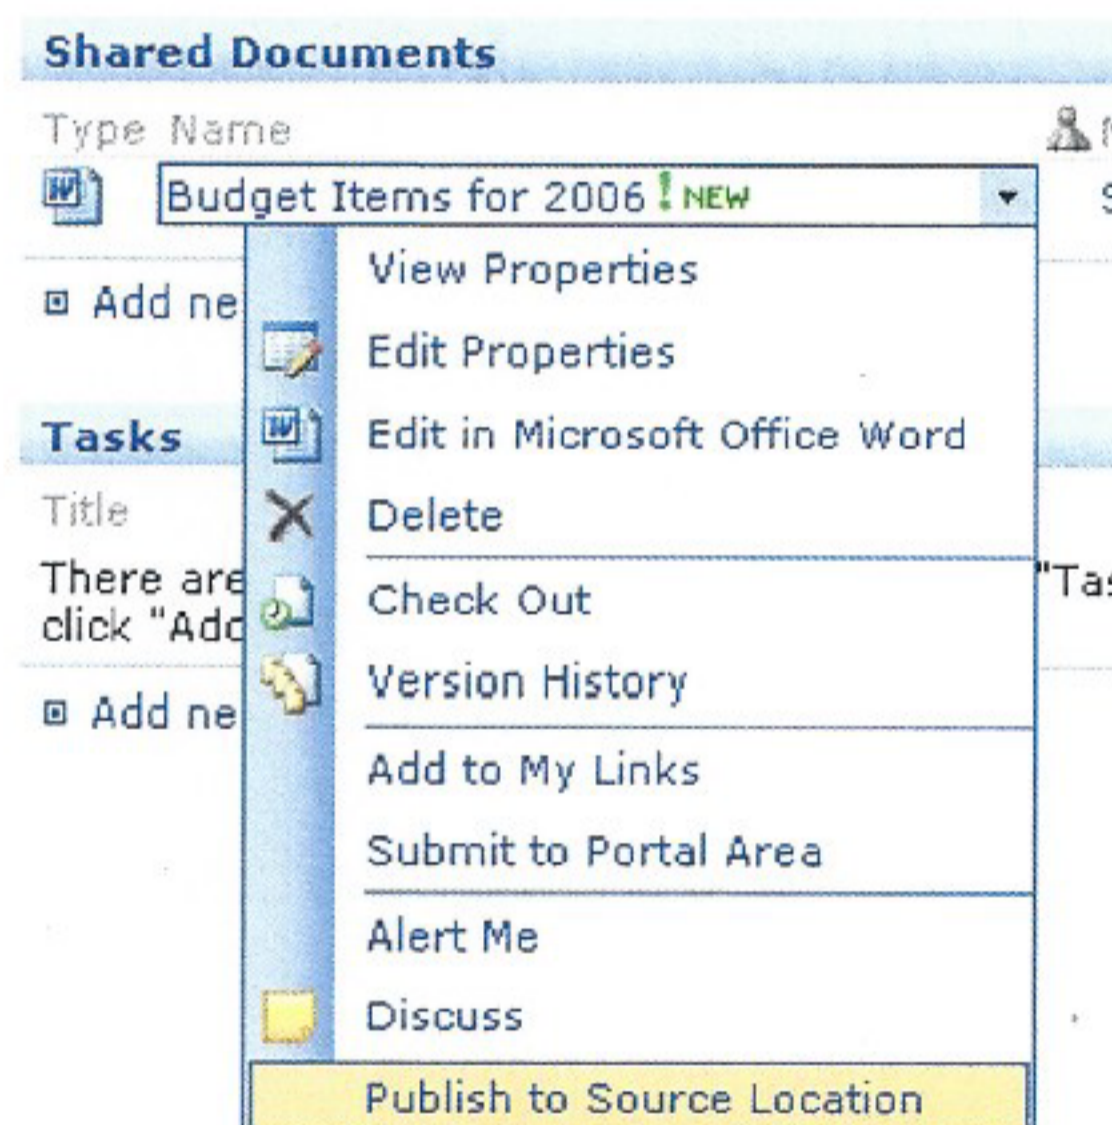 Shared Documents
Type Name
Budget Items for 2006 ! NEW
View Properties
Add ne
Edit Properties
Tasks
Edit in Microsoft Office Word
Title
Delete
There are
"Tas
click "Add
Check Out
Version History
Add ne
Add to My Links
Submit to Portal Area
Alert Me
Discuss
Publish to Source Location